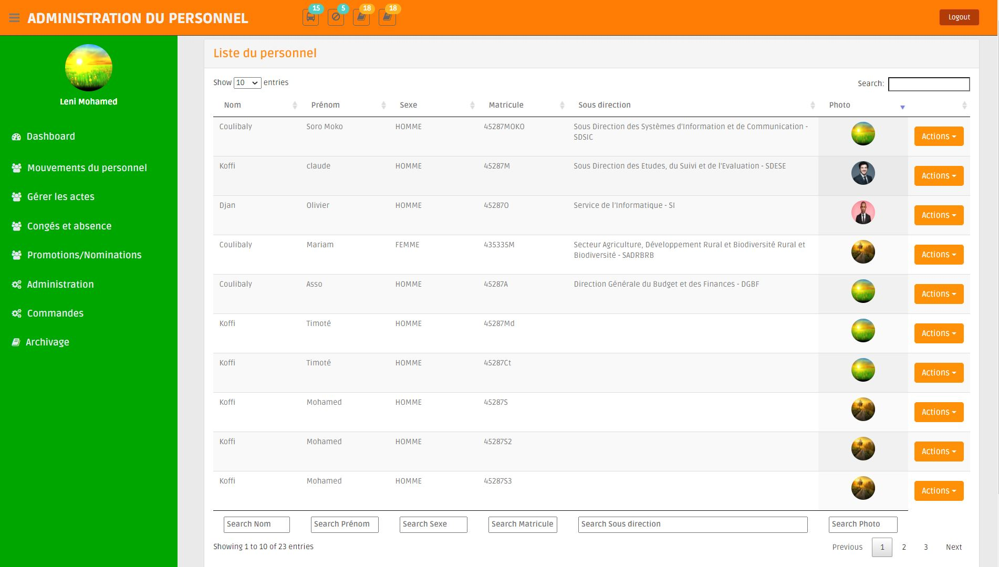 ADMINISTRATION DU PERSONNEL
15
5
18
18
Logout
Leni Mohamed
Dashboard
Mouvements du personnel
Gérer les actes
Congés et absence
Promotions/Nominations
Administration
Commandes
Archivage
Liste du personnel
Show 10 entries
Search:
Nom Prénom Sexe Matricule Sous direction Photo
Coulibaly Soro Moko HOMME 45287MOKO Sous Direction des Systèmes d'Information et de Communication -
SDSIC
Actions
Koffi claude HOMME 45287M Sous Direction des Etudes, du Suivi et de l'Evaluation - SDESE
Actions
Djan Olivier HOMME 45287O Service de l'Informatique - SI
Actions
Coulibaly Mariam FEMME 435335M Secteur Agriculture, Développement Rural et Biodiversité Rural et
Biodiversité - SADRBRB
Actions
Coulibaly Asso HOMME 45287A Direction Générale du Budget et des Finances - DGBF
Actions
Koffi Timoté HOMME 45287Md
Actions
Koffi Timoté HOMME 45287Ct
Actions
Koffi Mohamed HOMME 45287S
Actions
Koffi Mohamed HOMME 45287S2
Actions
Koffi Mohamed HOMME 45287S3
Actions
Search Nom Search Prénom Search Sexe Search Matricule Search Sous direction Search Photo
Showing 1 to 10 of 23 entries
Previous 1 2 3 Next